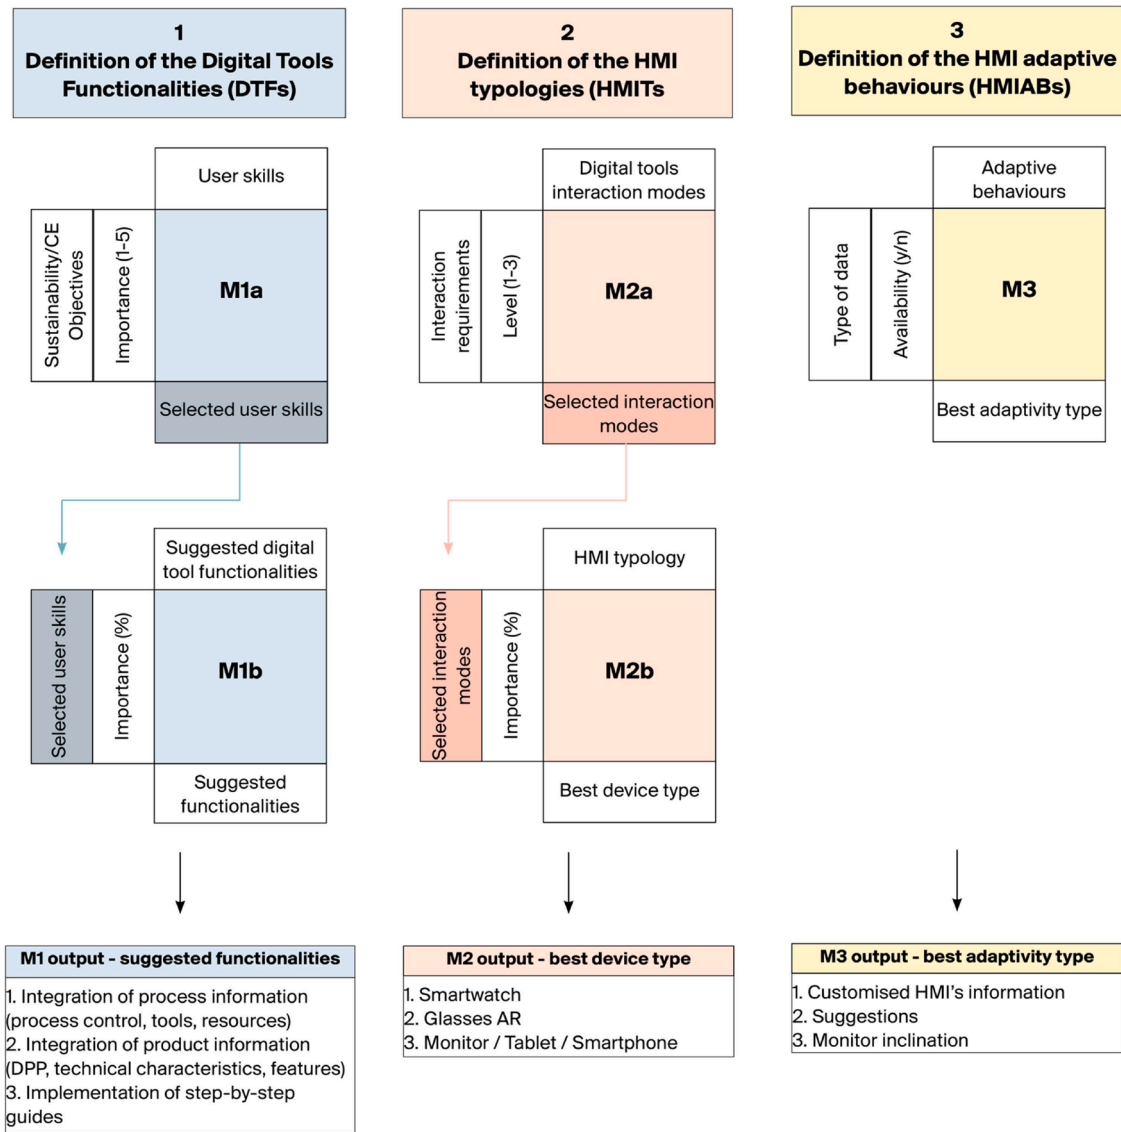 1
Definition of the Digital Tools
Functionalities (DTFs)
User skills
Sustainability/CE
Objectives
Importance (1-5)
M1a
Selected user skills
Suggested digital
tool functionalities
Selected user skills
Importance (%)
M1b
Suggested
functionalities
M1 output - suggested functionalities
1. Integration of process information
(process control, tools, resources)
2. Integration of product information
(DPP, technical characteristics, features)
3. Implementation of step-by-step
guides
2
Definition of the HMI
typologies (HMITs
Digital tools
interaction modes
Interaction
requirements
Level (1-3)
M2a
Selected interaction
modes
HMI typology
Selected interaction
modes
Importance (%)
M2b
Best device type
M2 output - best device type
1. Smartwatch
2. Glasses AR
3. Monitor / Tablet / Smartphone
3
Definition of the HMI adaptive
behaviours (HMIABs)
Adaptive
behaviours
Type of data
Availability (y/n)
M3
Best adaptivity type
M3 output - best adaptivity type
1. Customised HMI's information
2. Suggestions
3. Monitor inclination